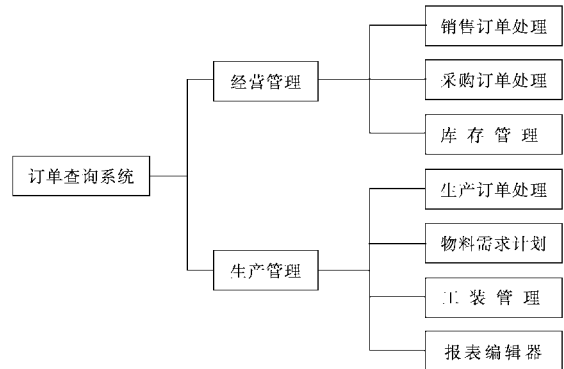 订单查询系统
经营管理
销售订单处理
采购订单处理
库存管理
生产管理
生产订单处理
物料需求计划
工装管理
报表编辑器